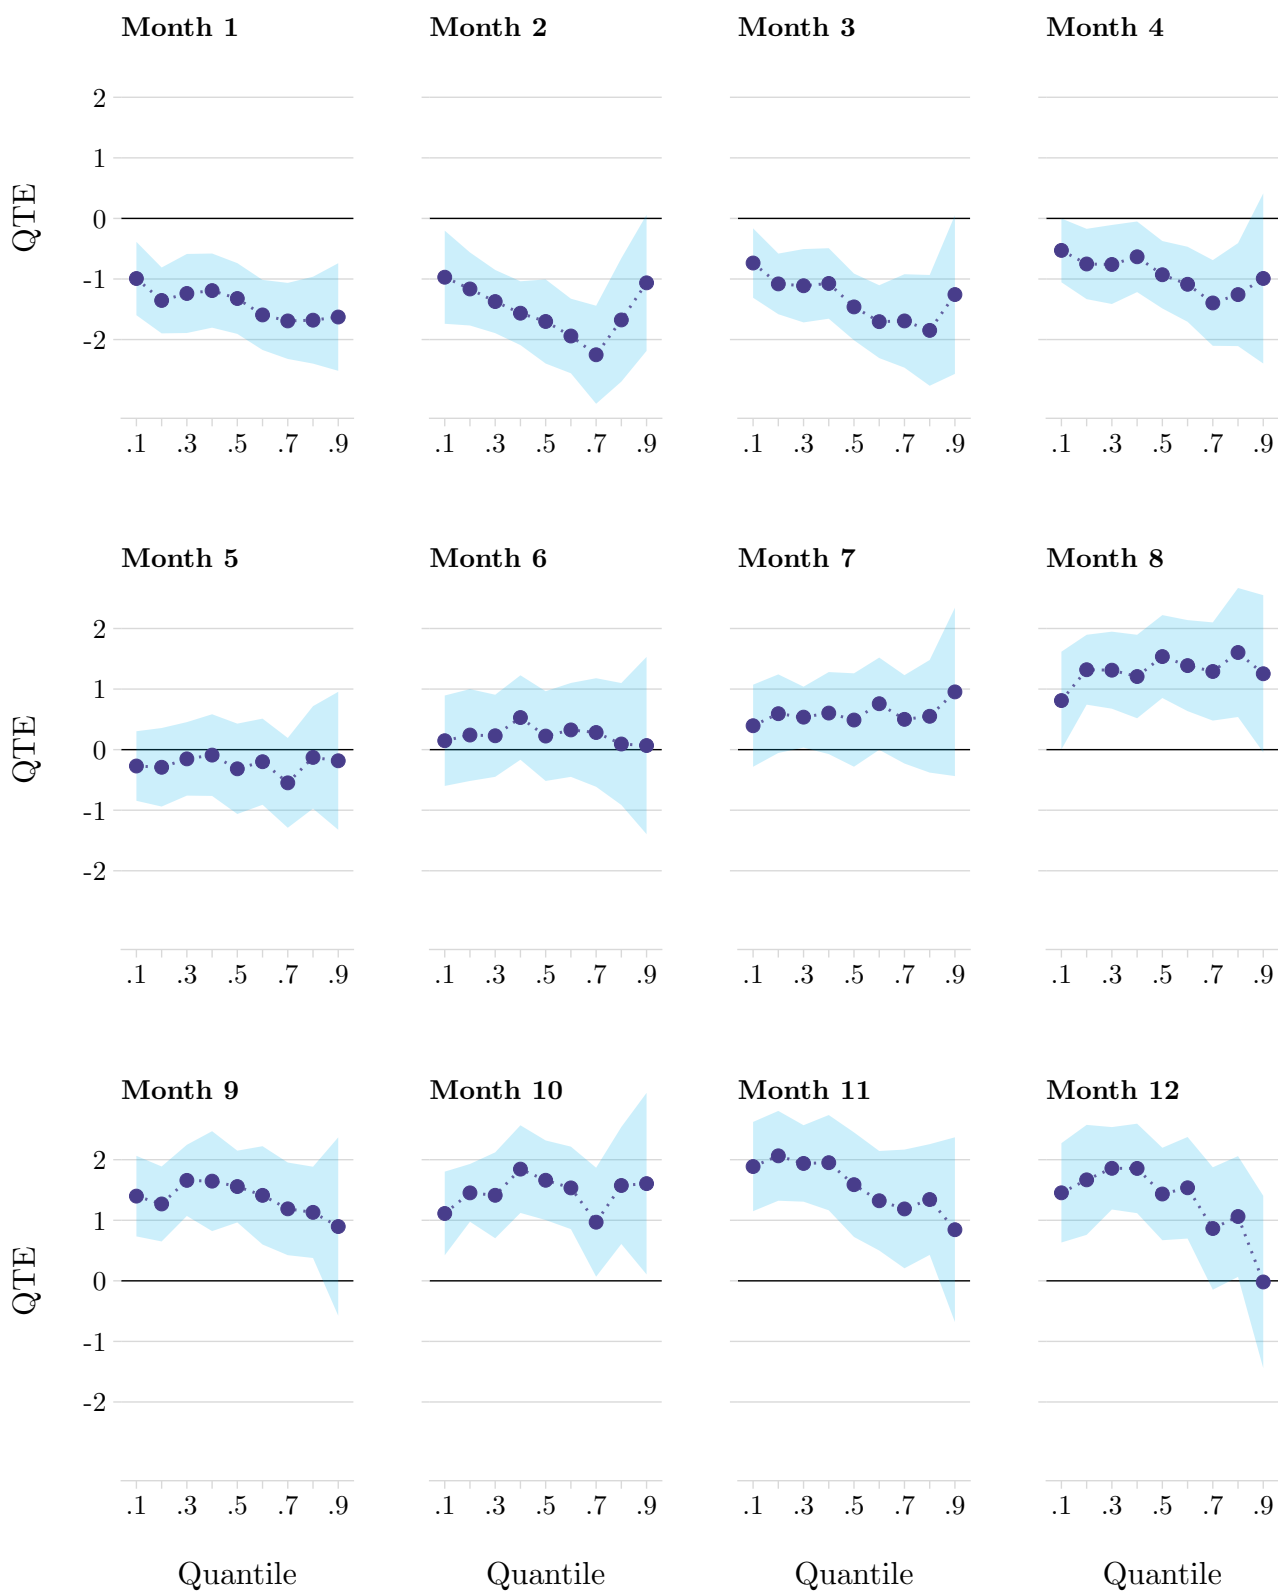 Month 1 Month 2 Month 3 Month 4
2
1
0
-1
-2
QTE
.1 .3 .5 .7 .9 .1 .3 .5 .7 .9 .1 .3 .5 .7 .9 .1 .3 .5 .7 .9
Month 5 Month 6 Month 7 Month 8
2
1
0
-1
-2
QTE
.1 .3 .5 .7 .9 .1 .3 .5 .7 .9 .1 .3 .5 .7 .9 .1 .3 .5 .7 .9
Month 9 Month 10 Month 11 Month 12
2
1
0
-1
-2
QTE
.1 .3 .5 .7 .9 .1 .3 .5 .7 .9 .1 .3 .5 .7 .9 .1 .3 .5 .7 .9
Quantile Quantile Quantile Quantile